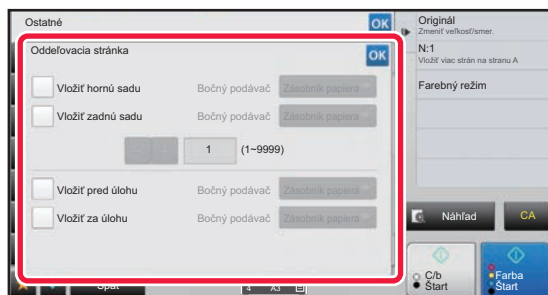 Ostatné
OK
Oddeľovacia stránka
OK
Vložiť hornú sadu
Bočný podávač
Zásobník papiera
Vložiť zadnú sadu
Bočný podávač
Zásobník papiera
1
(1~9999)
Vložiť pred úlohu
Bočný podávač
Zásobník papiera
Vložiť za úlohu
Bočný podávač
Zásobník papiera
Späť
4
A3
Originál
Zmeniť veľkosť/smer.
N:1
Vložiť viac strán na stranu A
Farebný režim
Náhľad
CA
C/b
Štart
Farba
Štart